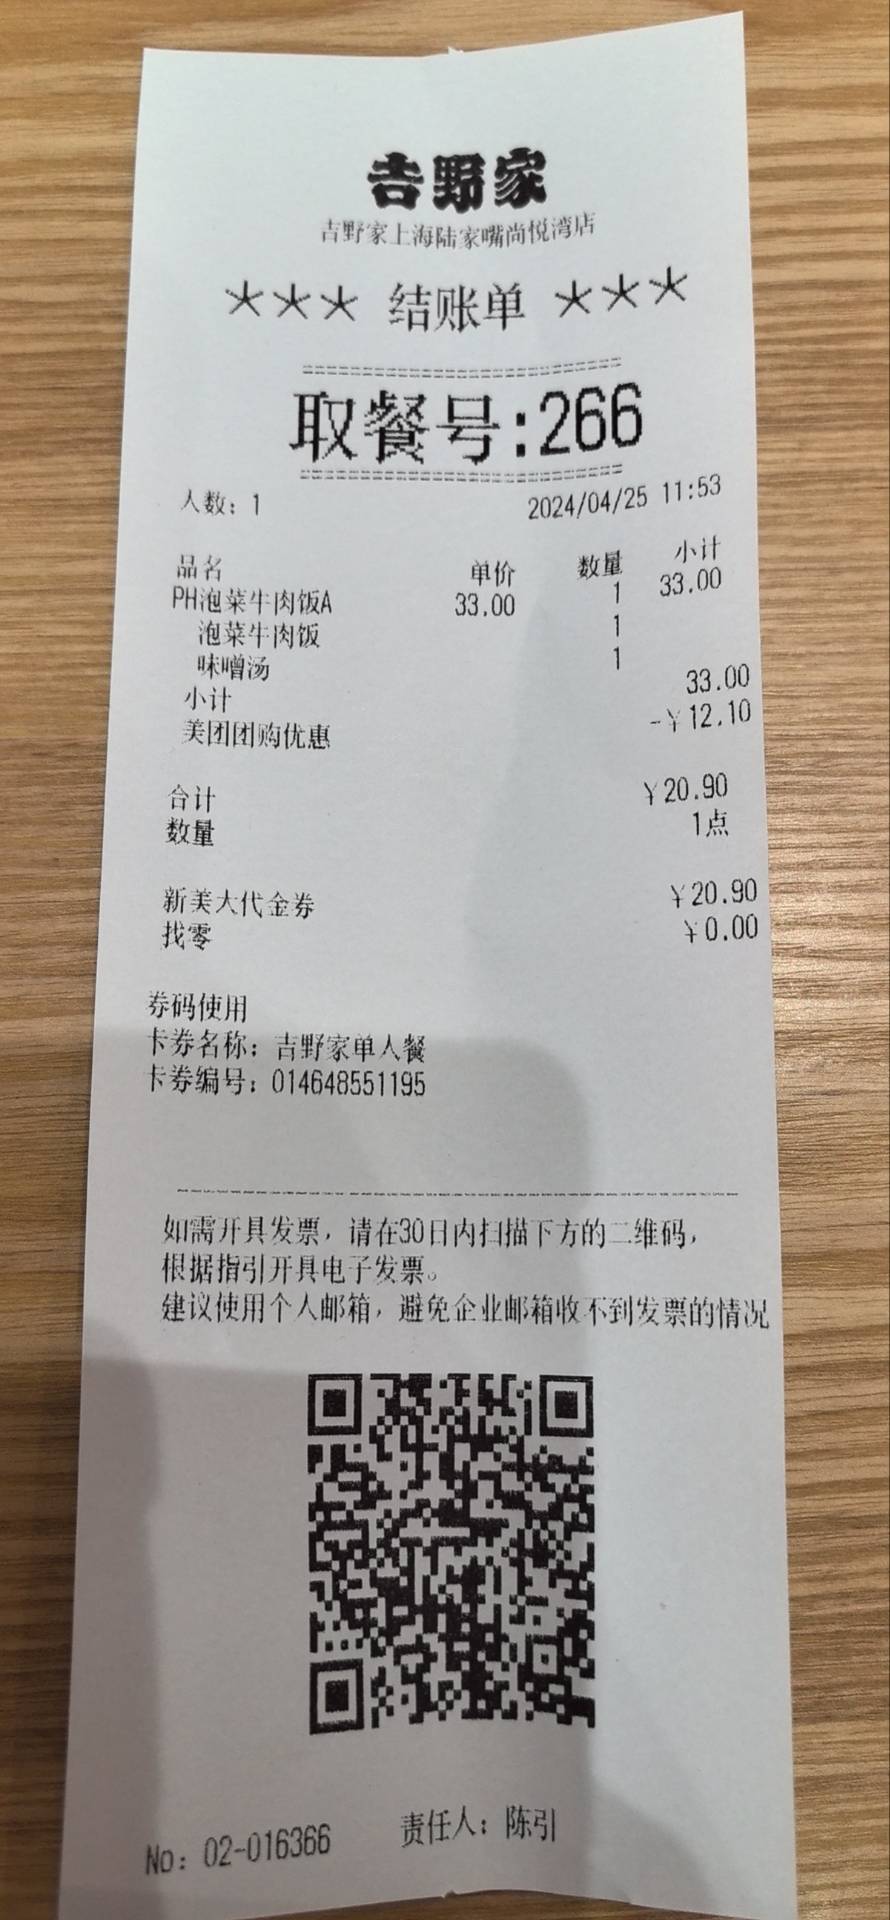 吉野家
吉野家上海陆家嘴尚悦湾店
*** 结账单 ***
取餐号:266
人数: 1 2024/04/25 11:53
品名 单价 数量 小计
PH泡菜牛肉饭A 33.00 1 33.00
泡菜牛肉饭 1
味噌汤 1
小计 33.00
美团团购优惠 -¥12.10
合计 ¥20.90
数量 1点
新美大代金券 ¥20.90
找零 ¥0.00
券码使用
卡券名称: 吉野家单人餐
卡券编号: 014648551195
如需开具发票，请在30日内扫描下方的二维码，
根据指引开具电子发票。
建议使用个人邮箱，避免企业邮箱收不到发票的情况
No: 02-016366 责任人: 陈引